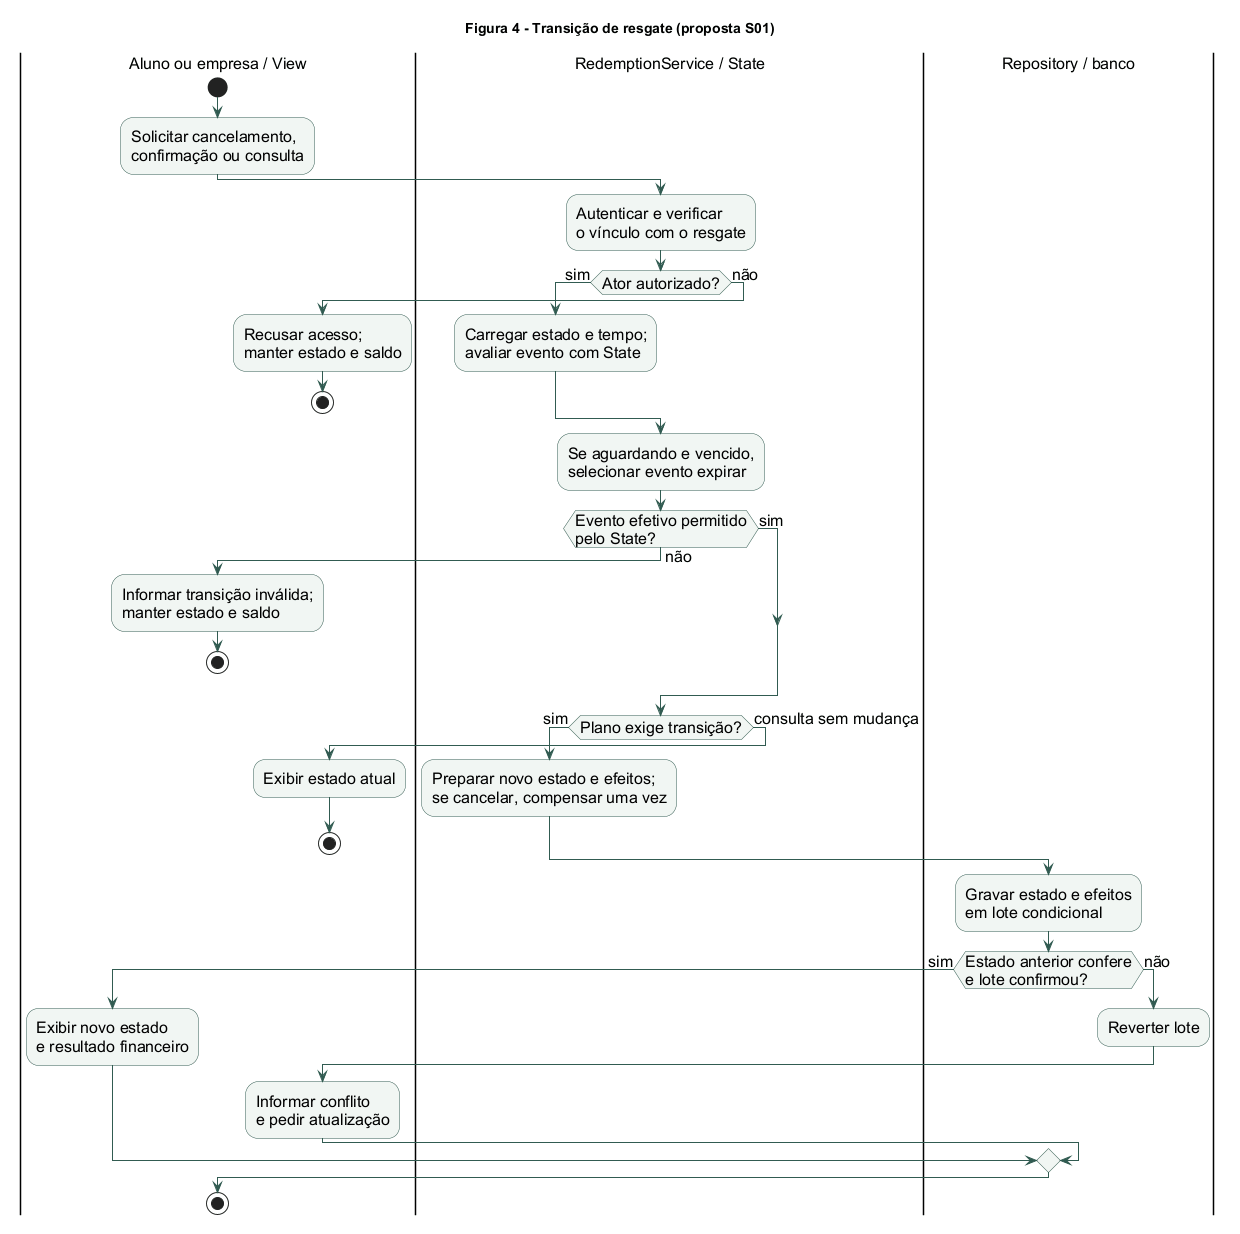 Figura 4 - Transição de resgate (proposta S01)
Aluno ou empresa / View
RedemptionService / State
Repository / banco
Solicitar cancelamento,
confirmação ou consulta
Autenticar e verificar
o vínculo com o resgate
sim
Ator autorizado?
não
Recusar acesso;
manter estado e saldo
Carregar estado e tempo;
avaliar evento com State
Se aguardando e vencido,
selecionar evento expirar
Evento efetivo permitido
pelo State?
sim
não
Informar transição inválida;
manter estado e saldo
sim
Plano exige transição?
consulta sem mudança
Exibir estado atual
Preparar novo estado e efeitos;
se cancelar, compensar uma vez
Gravar estado e efeitos
em lote condicional
sim
Estado anterior confere
e lote confirmou?
não
Exibir novo estado
e resultado financeiro
Reverter lote
Informar conflito
e pedir atualização